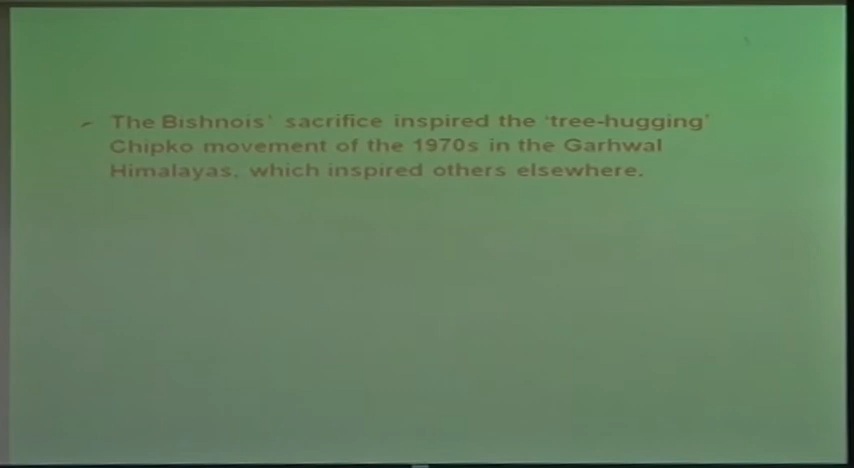 The Bishnois' sacrifice inspired the 'tree-hugging'
Chipko movement of the 1970s in the Garhwal
Himalayas, which inspired others elsewhere.